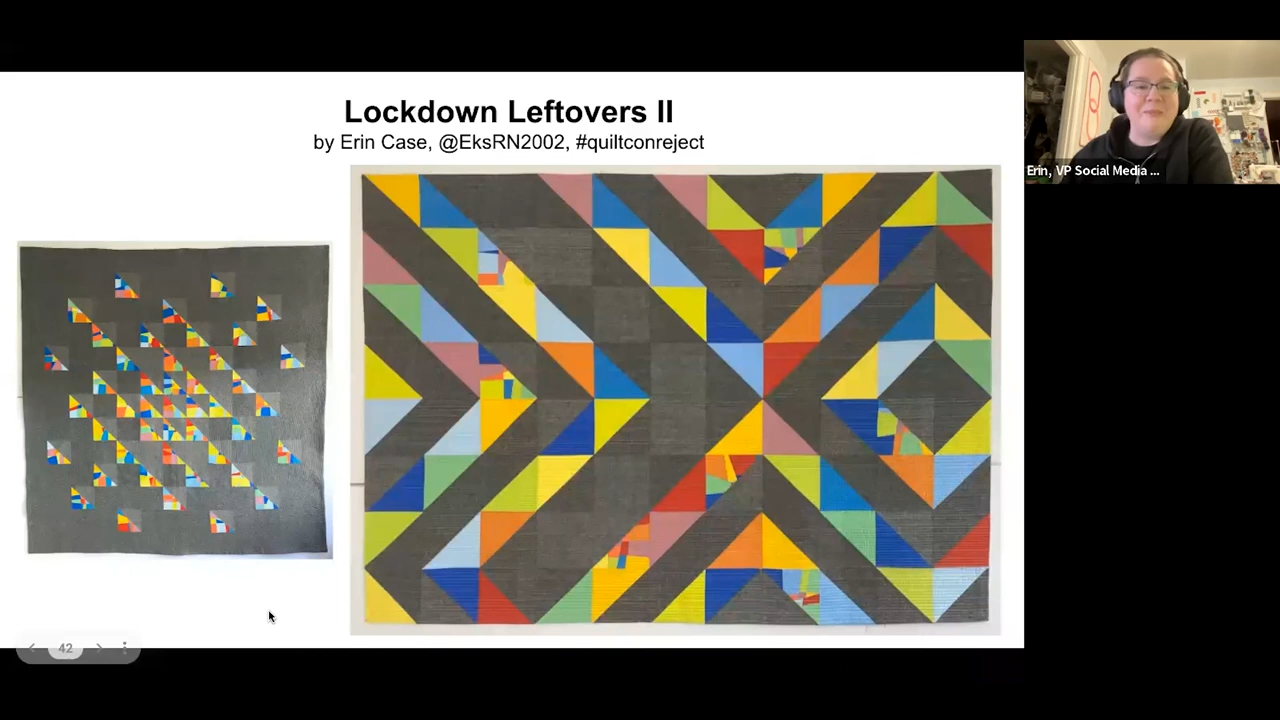 Lockdown Leftovers II
by Erin Case, @EksRN2002, #quiltconreject
Erin, VP Social Media ...
42